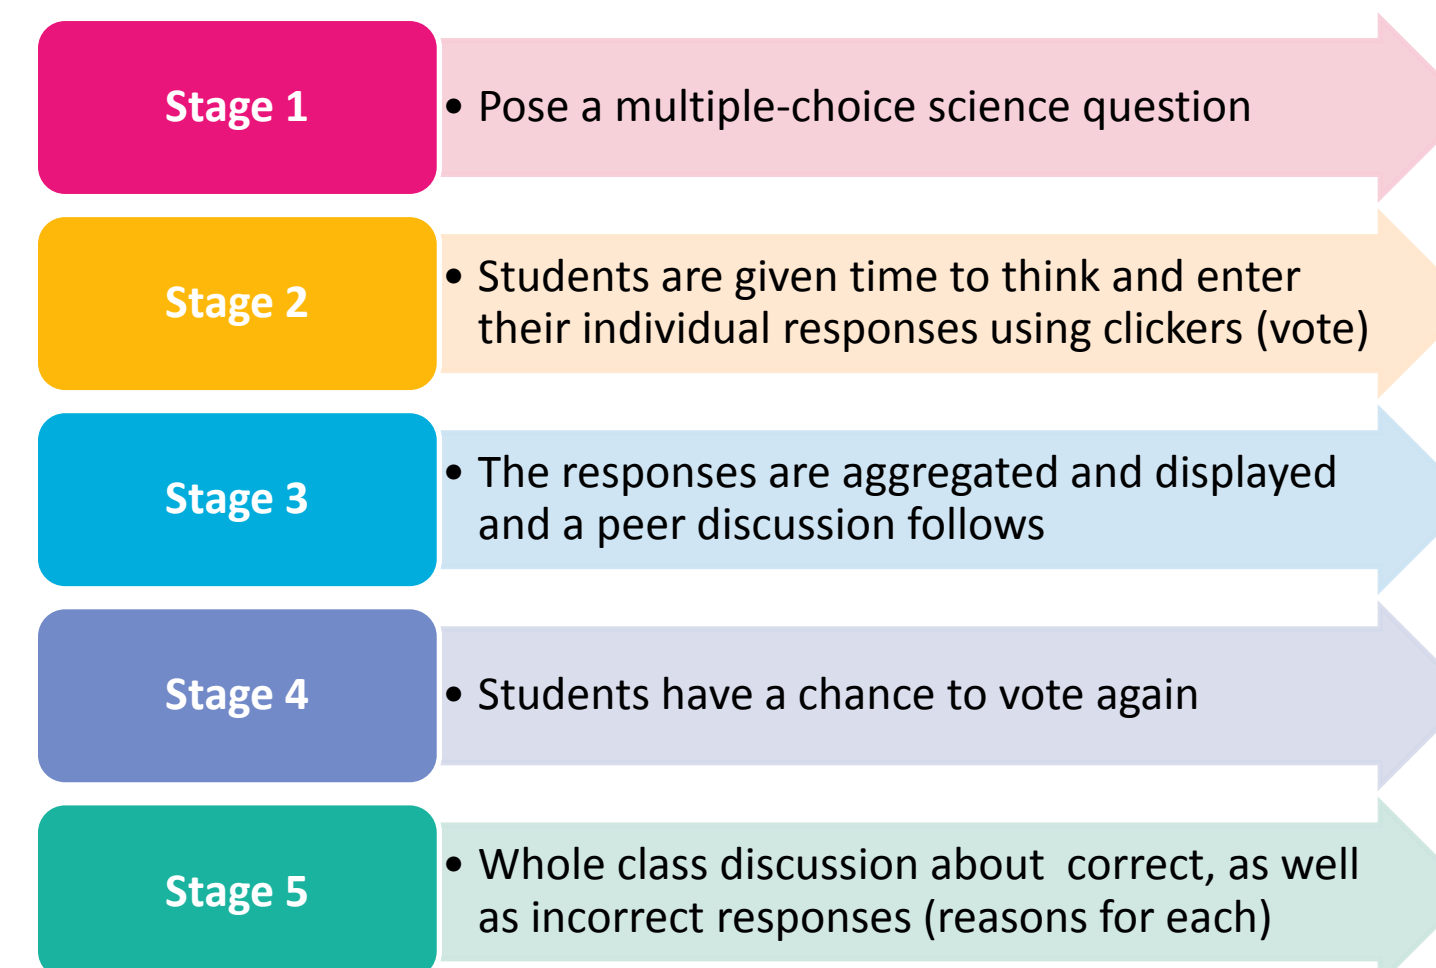 Stage 1
• Pose a multiple-choice science question
Stage 2
• Students are given time to think and enter
their individual responses using clickers (vote)
Stage 3
• The responses are aggregated and displayed
and a peer discussion follows
Stage 4
• Students have a chance to vote again
Stage 5
• Whole class discussion about  correct, as well
as incorrect responses (reasons for each)